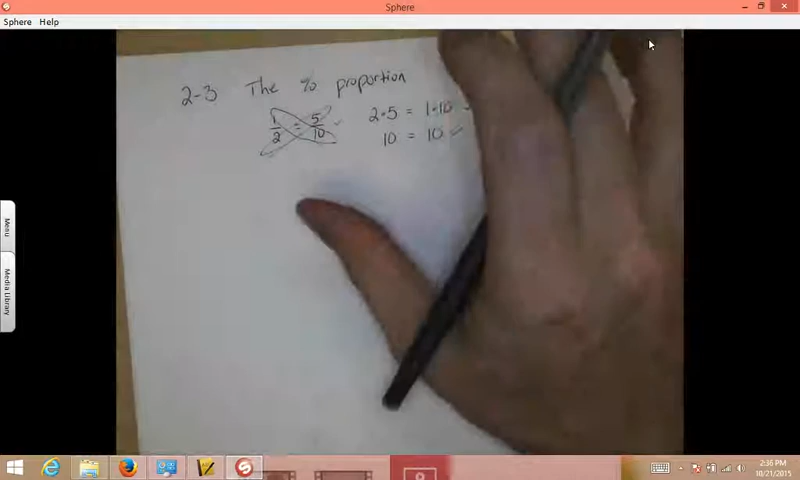 Sphere
Sphere Help
2-3 The % proportion
1/2 = 5/10 ✓ 2·5 = 1·10 ✓
10 = 10 ✓
Menu
Media Library
2:36 PM
10/21/2015